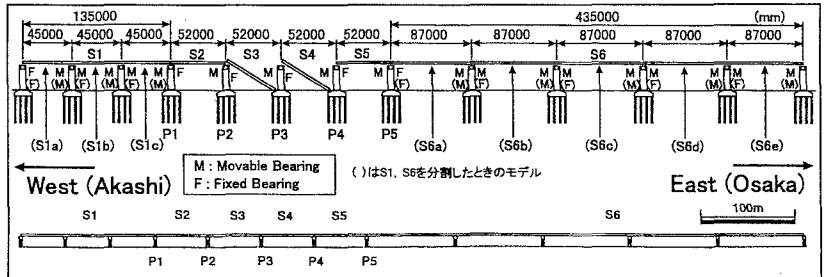 135000 435000 (mm)
45000 45000 45000 52000 52000 52000 52000 87000 87000 87000 87000 87000
S1 S2 S3 S4 S5 S6
F M M M M M F M F M F M F M F M M M M M
(F) (M) (F) (M) (F) (M) (F) (M) (F) (M) (F) (M) (F) (M) (F)
P1 P2 P3 P4 P5
(S1a) (S1b) (S1c) (S6a) (S6b) (S6c) (S6d) (S6e)
M : Movable Bearing
F : Fixed Bearing
( )はS1, S6を分割したときのモデル
West (Akashi) East (Osaka)
100m
S1 S2 S3 S4 S5 S6
P1 P2 P3 P4 P5